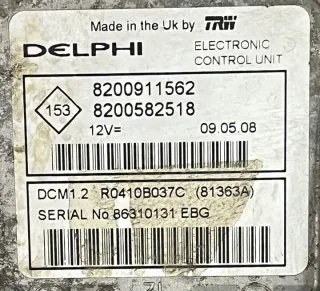 Made in the Uk by TRW
DELPHI
ELECTRONIC
CONTROL UNIT
153
8200911562
8200582518
12V= 09.05.08
DCM1.2 R0410B037C (81363A)
SERIAL No 86310131 EBG